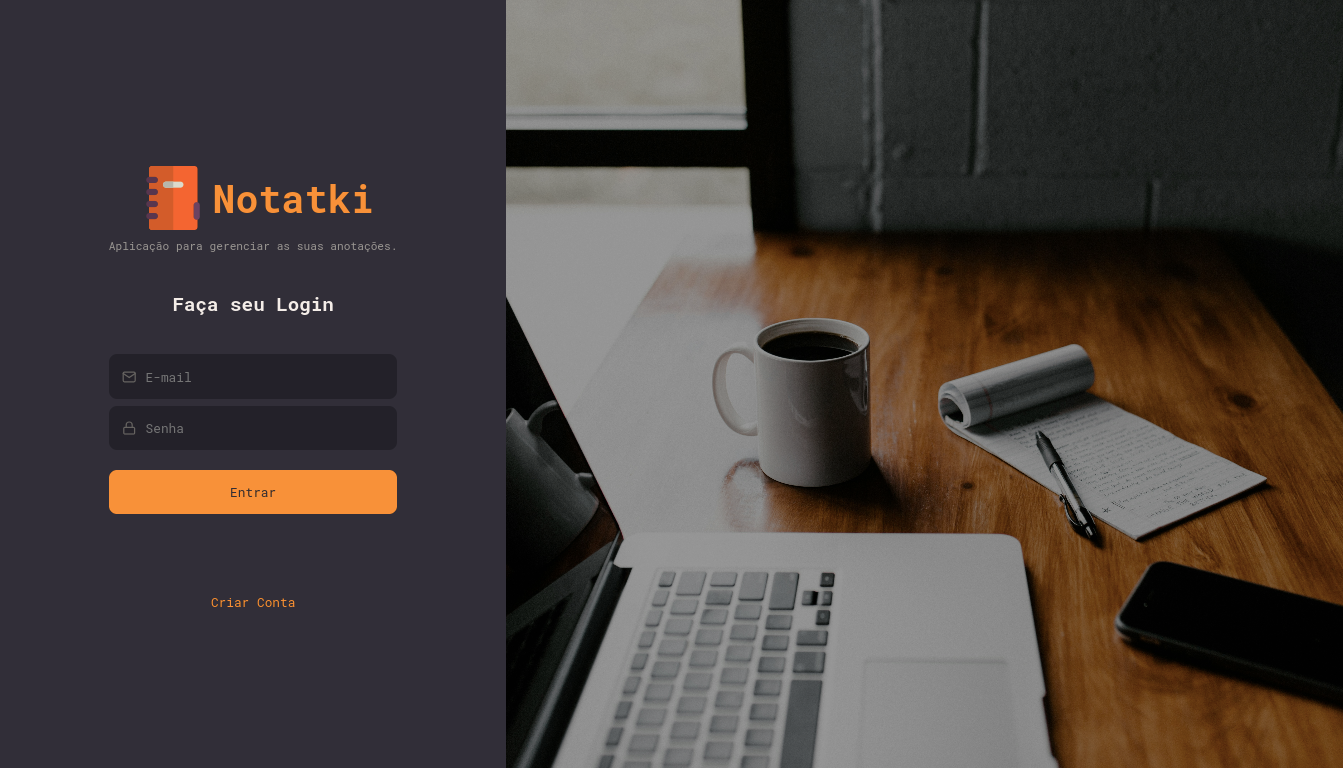 Notatki
Aplicação para gerenciar as suas anotações.
Faça seu Login
E-mail
Senha
Entrar
Criar Conta